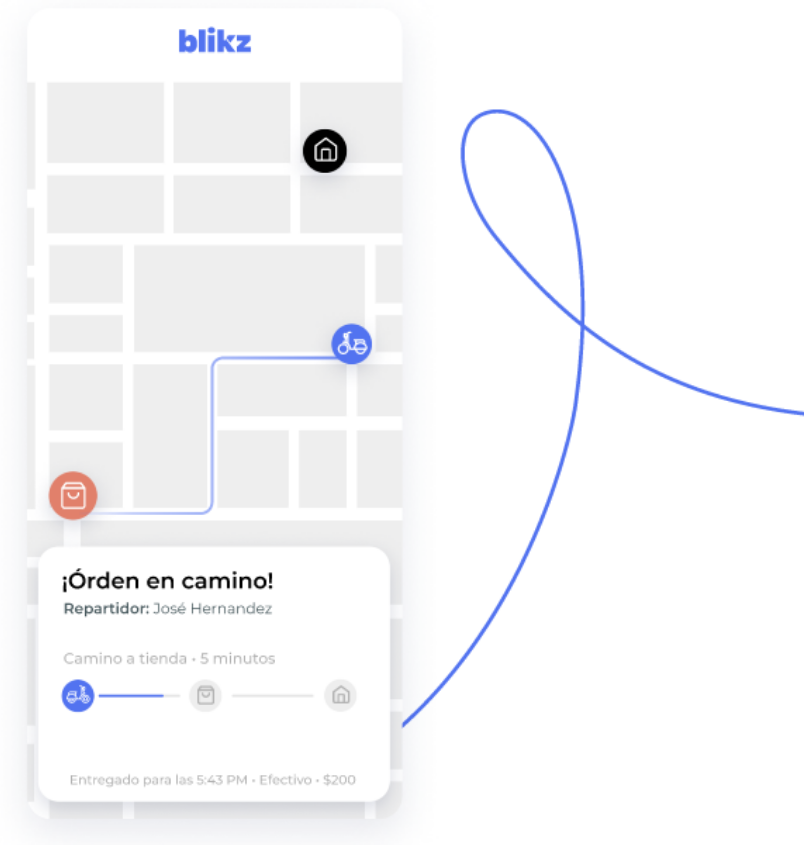 blikz
¡Órden en camino!
Repartidor: José Hernandez
Camino a tienda • 5 minutos
Entregado para las 5:43 PM • Efectivo • $200